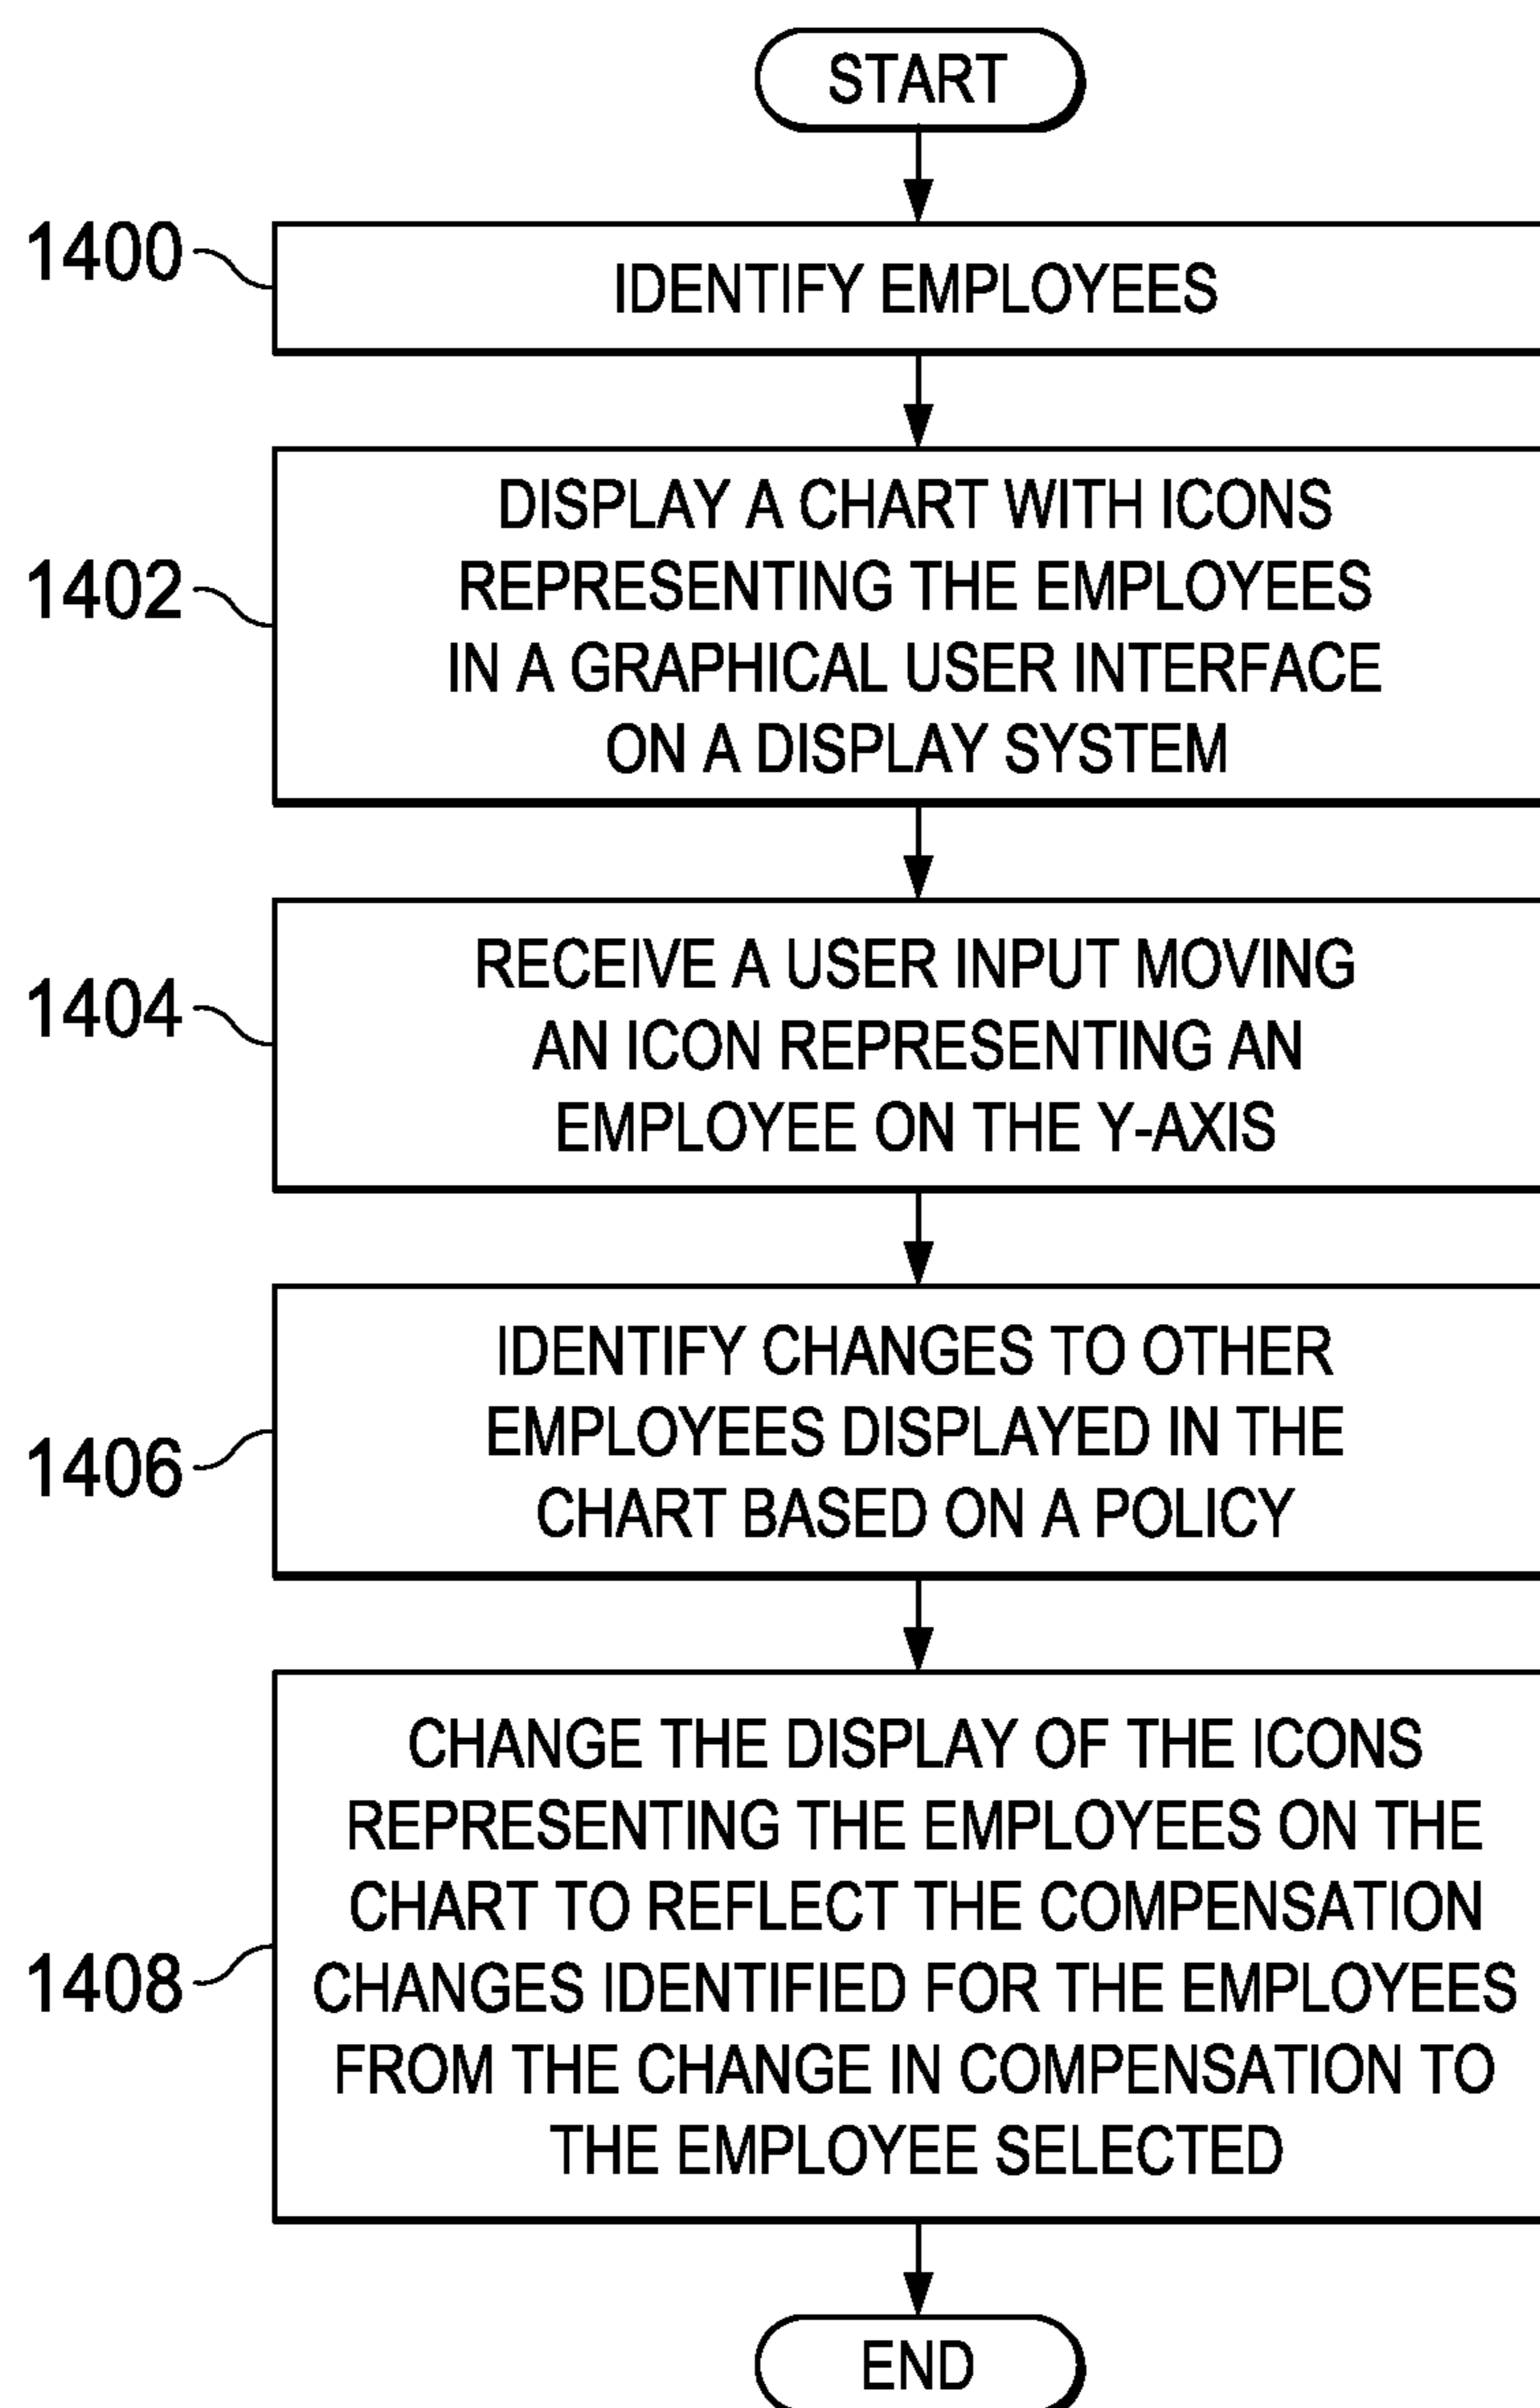 START
1400
IDENTIFY EMPLOYEES
1402
DISPLAY A CHART WITH ICONS
REPRESENTING THE EMPLOYEES
IN A GRAPHICAL USER INTERFACE
ON A DISPLAY SYSTEM
1404
RECEIVE A USER INPUT MOVING
AN ICON REPRESENTING AN
EMPLOYEE ON THE Y-AXIS
1406
IDENTIFY CHANGES TO OTHER
EMPLOYEES DISPLAYED IN THE
CHART BASED ON A POLICY
1408
CHANGE THE DISPLAY OF THE ICONS
REPRESENTING THE EMPLOYEES ON THE
CHART TO REFLECT THE COMPENSATION
CHANGES IDENTIFIED FOR THE EMPLOYEES
FROM THE CHANGE IN COMPENSATION TO
THE EMPLOYEE SELECTED
END